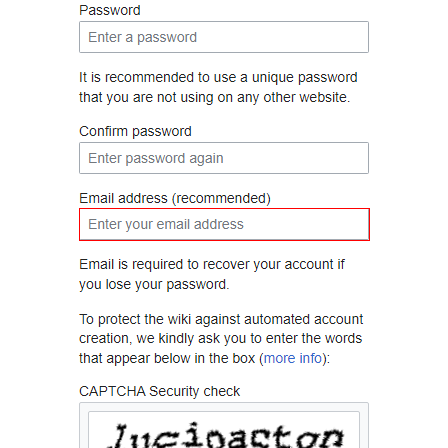 Password
Enter a password
It is recommended to use a unique password
that you are not using on any other website.
Confirm password
Enter password again
Email address (recommended)
Enter your email address
Email is required to recover your account if
you lose your password.
To protect the wiki against automated account
creation, we kindly ask you to enter the words
that appear below in the box (more info):
CAPTCHA Security check